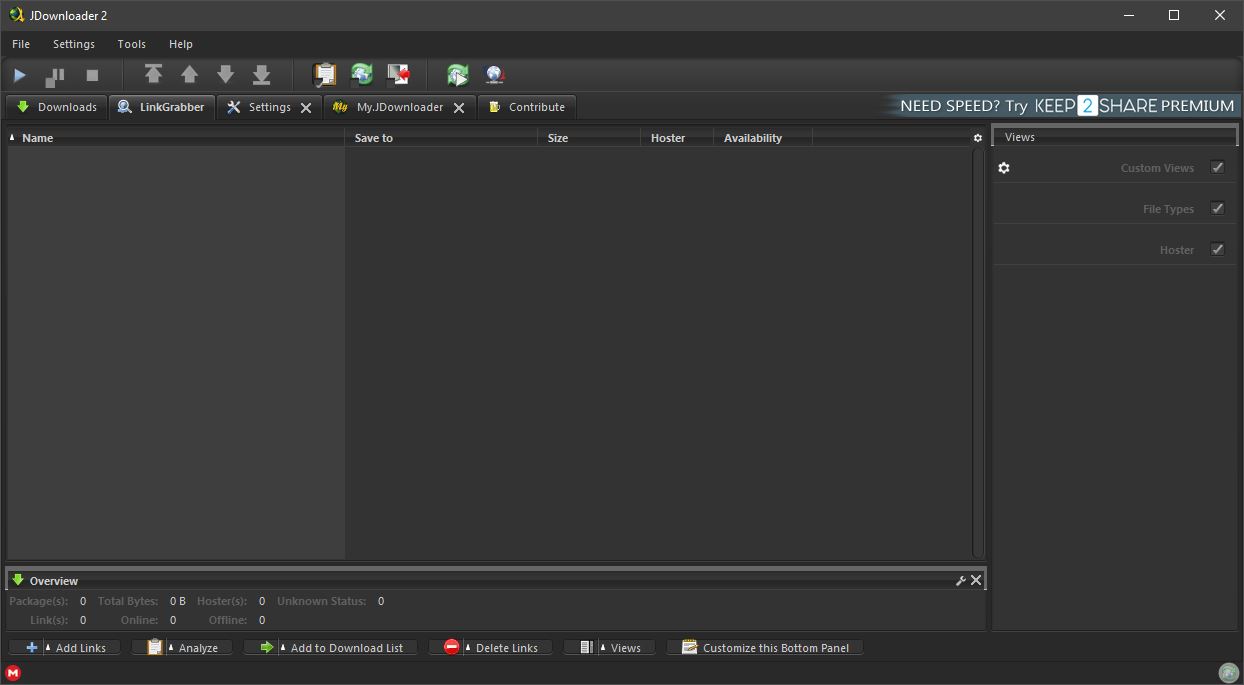 JDownloader 2
File Settings Tools Help
Downloads LinkGrabber Settings My.JDownloader Contribute NEED SPEED? Try KEEP2SHARE PREMIUM
Name Save to Size Hoster Availability Views
Custom Views
File Types
Hoster
Overview
Package(s): 0 Total Bytes: 0 B Hoster(s): 0 Unknown Status: 0
Link(s): 0 Online: 0 Offline: 0
Add Links Analyze Add to Download List Delete Links Views Customize this Bottom Panel
M